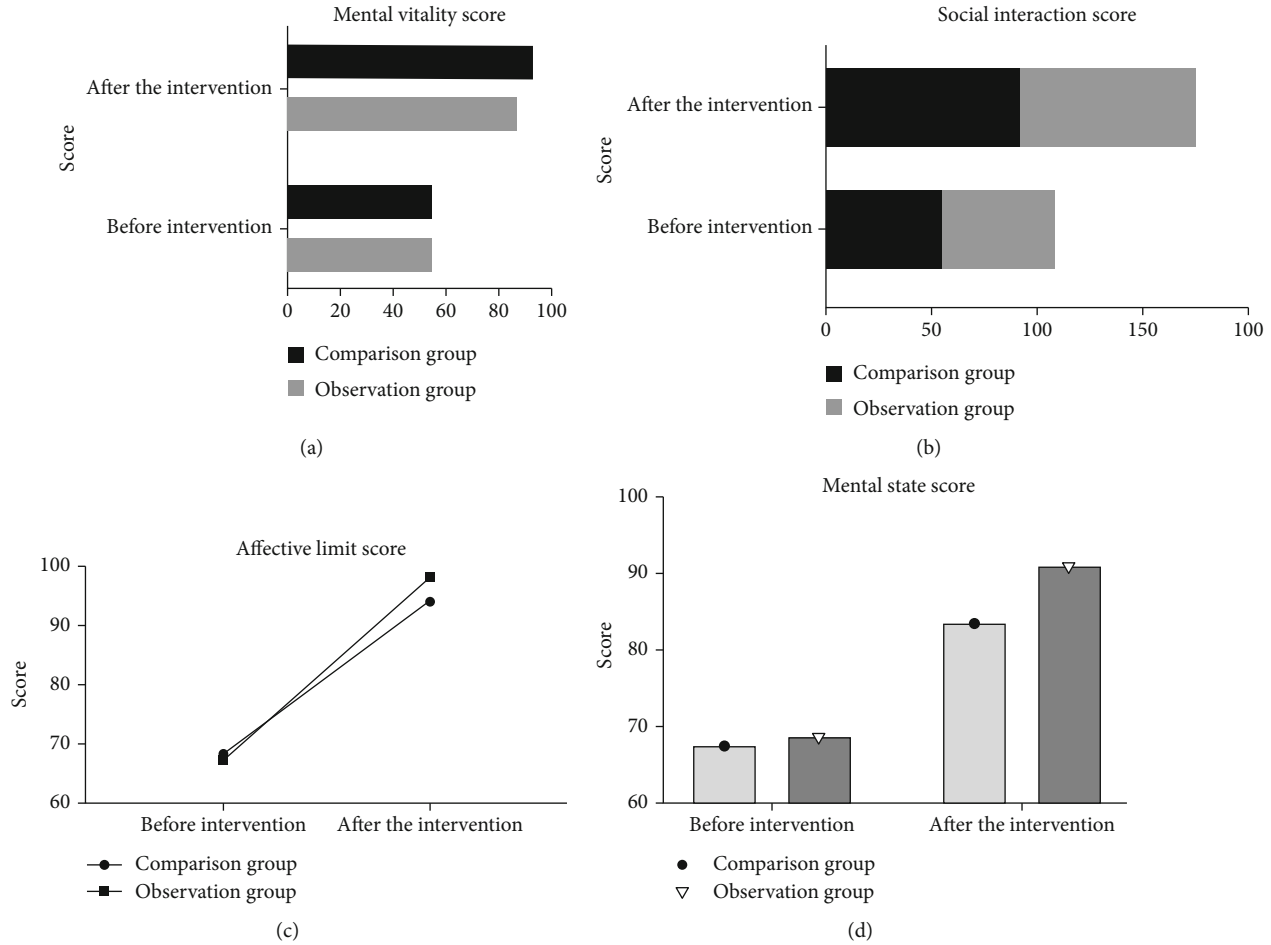 Mental vitality score
After the intervention
Score
Before intervention
0 20 40 60 80 100
Comparison group
Observation group
(a)
Social interaction score
After the intervention
Score
Before intervention
0 50 100 150 100
Comparison group
Observation group
(b)
Affective limit score
100
90
80
70
60
Score
Before intervention After the intervention
Comparison group
Observation group
(c)
Mental state score
100
90
80
70
60
Score
Before intervention After the intervention
Comparison group
Observation group
(d)